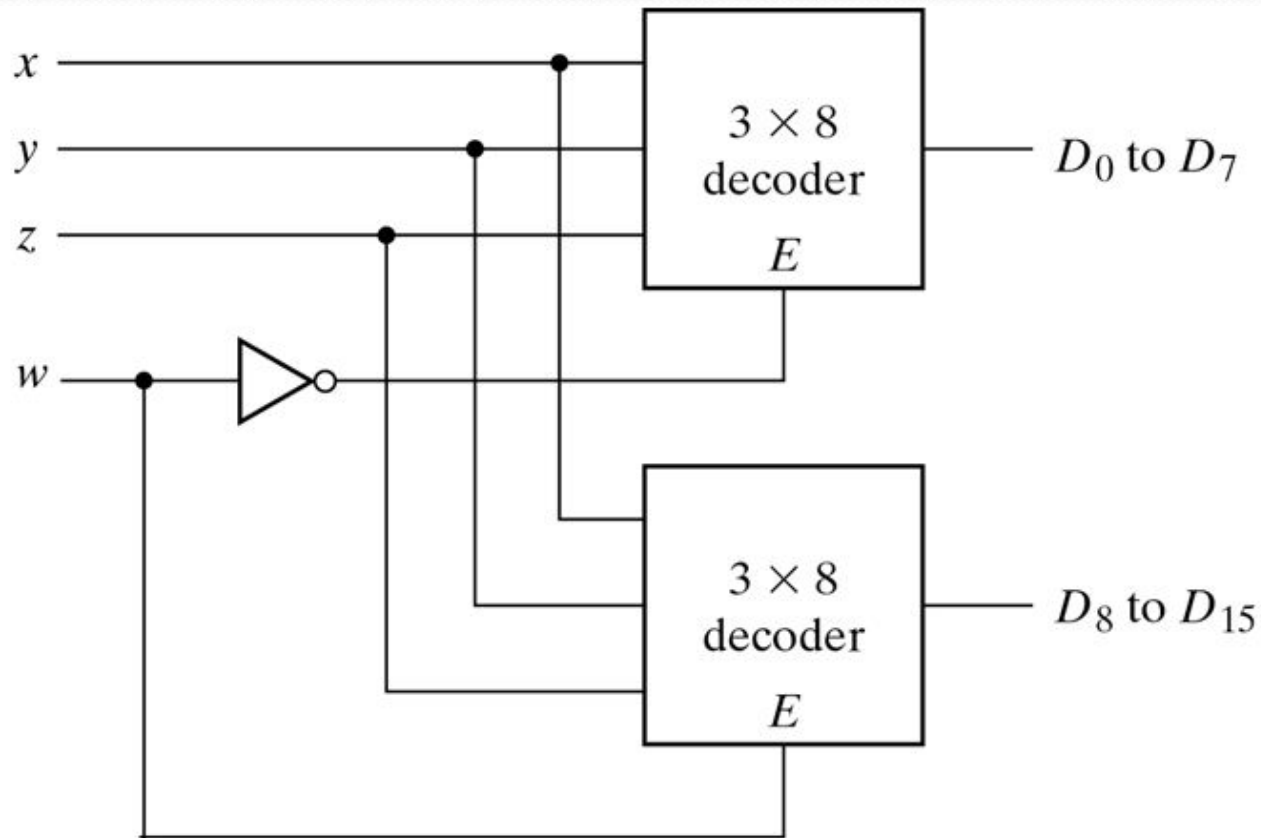 x
y
z
w
3 × 8
decoder
E
D₀ to D₇
3 × 8
decoder
E
D₈ to D₁₅